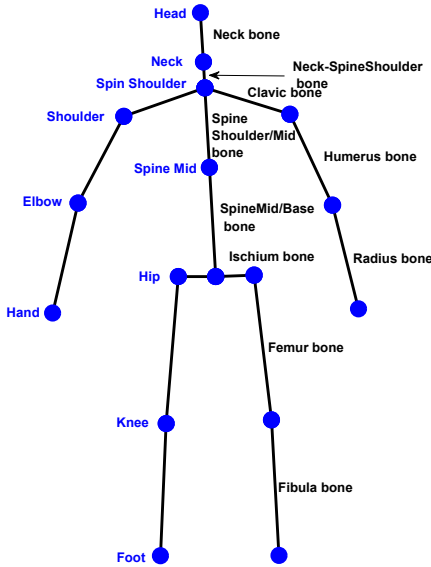 Head
Neck bone
Neck
Neck-SpineShoulder
bone
Spin Shoulder
Clavic bone
Shoulder
Spine
Shoulder/Mid
bone
Humerus bone
Spine Mid
Elbow
SpineMid/Base
bone
Ischium bone
Radius bone
Hip
Hand
Femur bone
Knee
Fibula bone
Foot